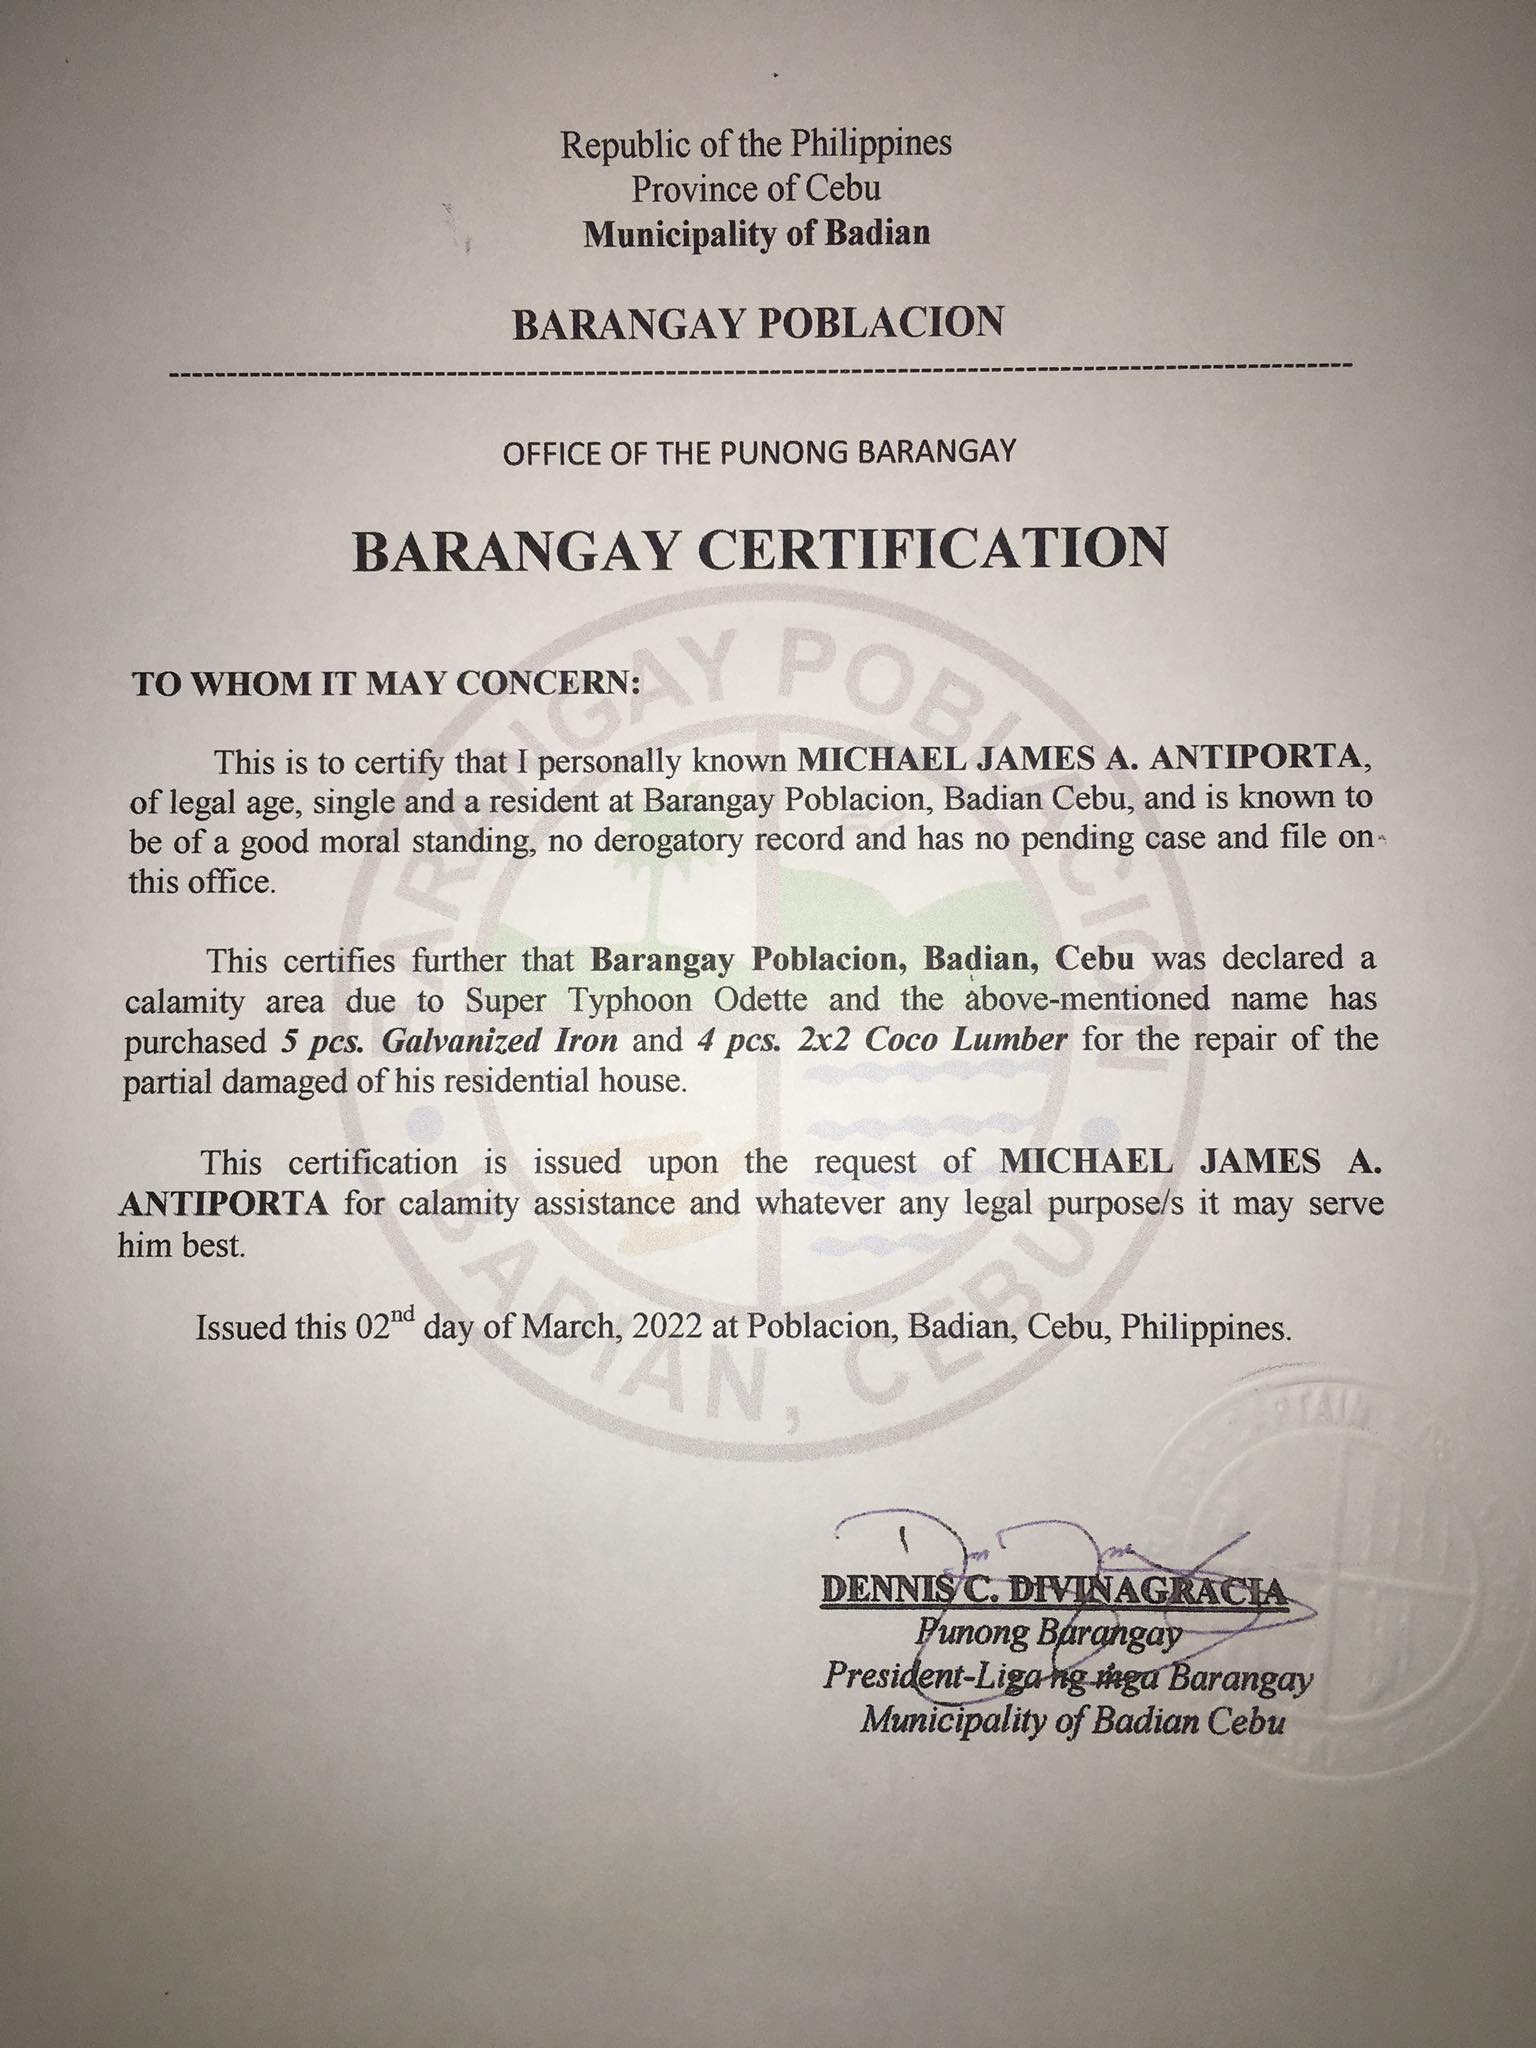 Republic of the Philippines
Province of Cebu
Municipality of Badian
BARANGAY POBLACION
--------------------------------------------------------------------------------------------------------
OFFICE OF THE PUNONG BARANGAY
BARANGAY CERTIFICATION
TO WHOM IT MAY CONCERN:
This is to certify that I personally known MICHAEL JAMES A. ANTIPORTA,
of legal age, single and a resident at Barangay Poblacion, Badian Cebu, and is known to
be of a good moral standing, no derogatory record and has no pending case and file on
this office.
This certifies further that Barangay Poblacion, Badian, Cebu was declared a
calamity area due to Super Typhoon Odette and the above-mentioned name has
purchased 5 pcs. Galvanized Iron and 4 pcs. 2x2 Coco Lumber for the repair of the
partial damaged of his residential house.
This certification is issued upon the request of MICHAEL JAMES A.
ANTIPORTA for calamity assistance and whatever any legal purpose/s it may serve
him best.
Issued this 02nd day of March, 2022 at Poblacion, Badian, Cebu, Philippines.
DENNIS C. DIVINAGRACIA
Punong Barangay
President-Liga ng mga Barangay
Municipality of Badian Cebu
BARANGAY POBLACION
BADIAN, CEBU